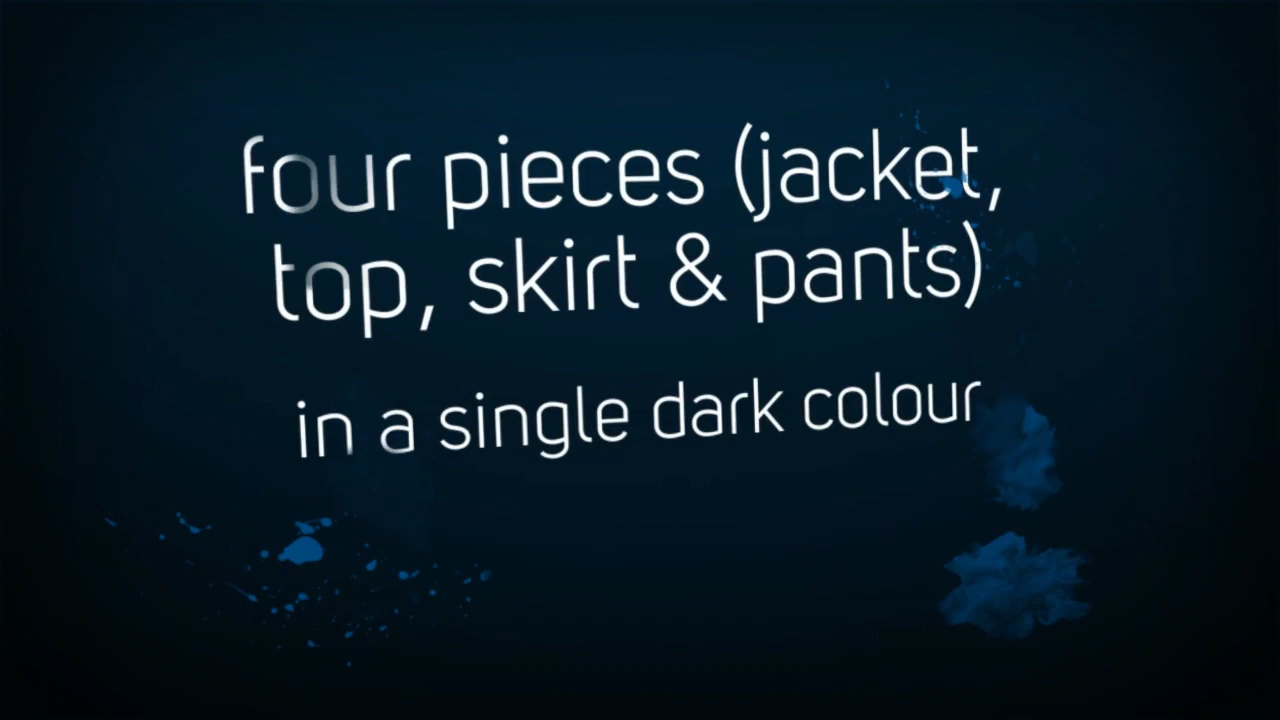 four pieces (jacket,
top, skirt & pants)
in a single dark colour